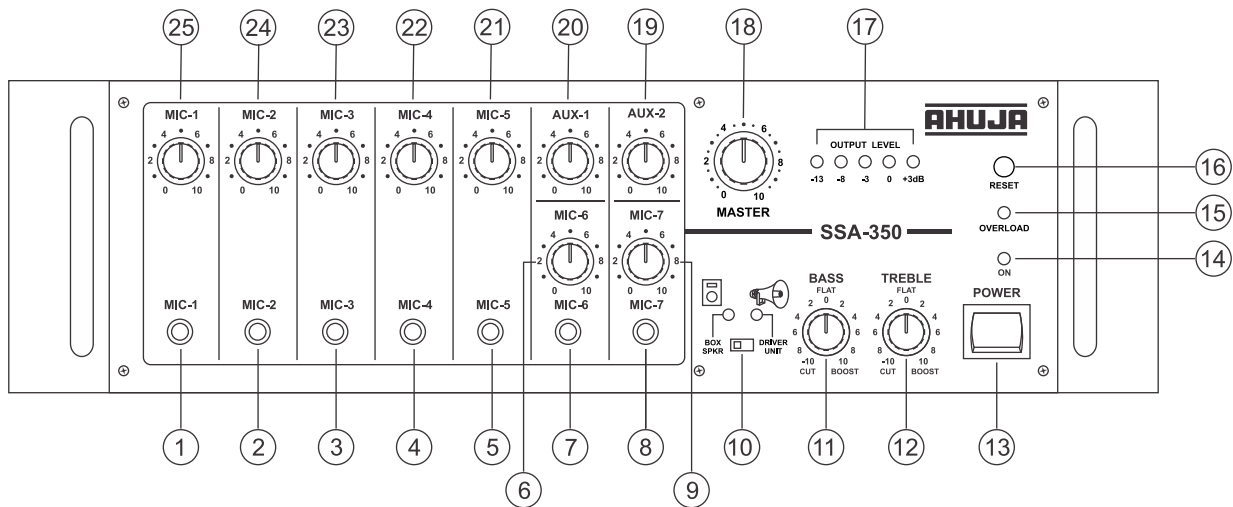 25 24 23 22 21 20 19 18 17
MIC-1 MIC-2 MIC-3 MIC-4 MIC-5 AUX-1 AUX-2
4 6 4 6 4 6 4 6 4 6 4 6 4 6
2 8 2 8 2 8 2 8 2 8 2 8 2 8
0 10 0 10 0 10 0 10 0 10 0 10 0 10
4 6
2 8
0 10
MASTER
OUTPUT LEVEL
-13 -8 -3 0 +3dB
AHUJA
RESET
16
OVERLOAD
15
ON
14
SSA-350
MIC-6 MIC-7
4 6 4 6
2 8 2 8
0 10 0 10
MIC-1 MIC-2 MIC-3 MIC-4 MIC-5 MIC-6 MIC-7
BOX
SPKR
DRIVER
UNIT
BASS
FLAT
2 0 2
4 4
6 6
8 8
-10 10
CUT BOOST
TREBLE
FLAT
2 0 2
4 4
6 6
8 8
-10 10
CUT BOOST
POWER
1 2 3 4 5 7 8 10 11 12 13
6 9